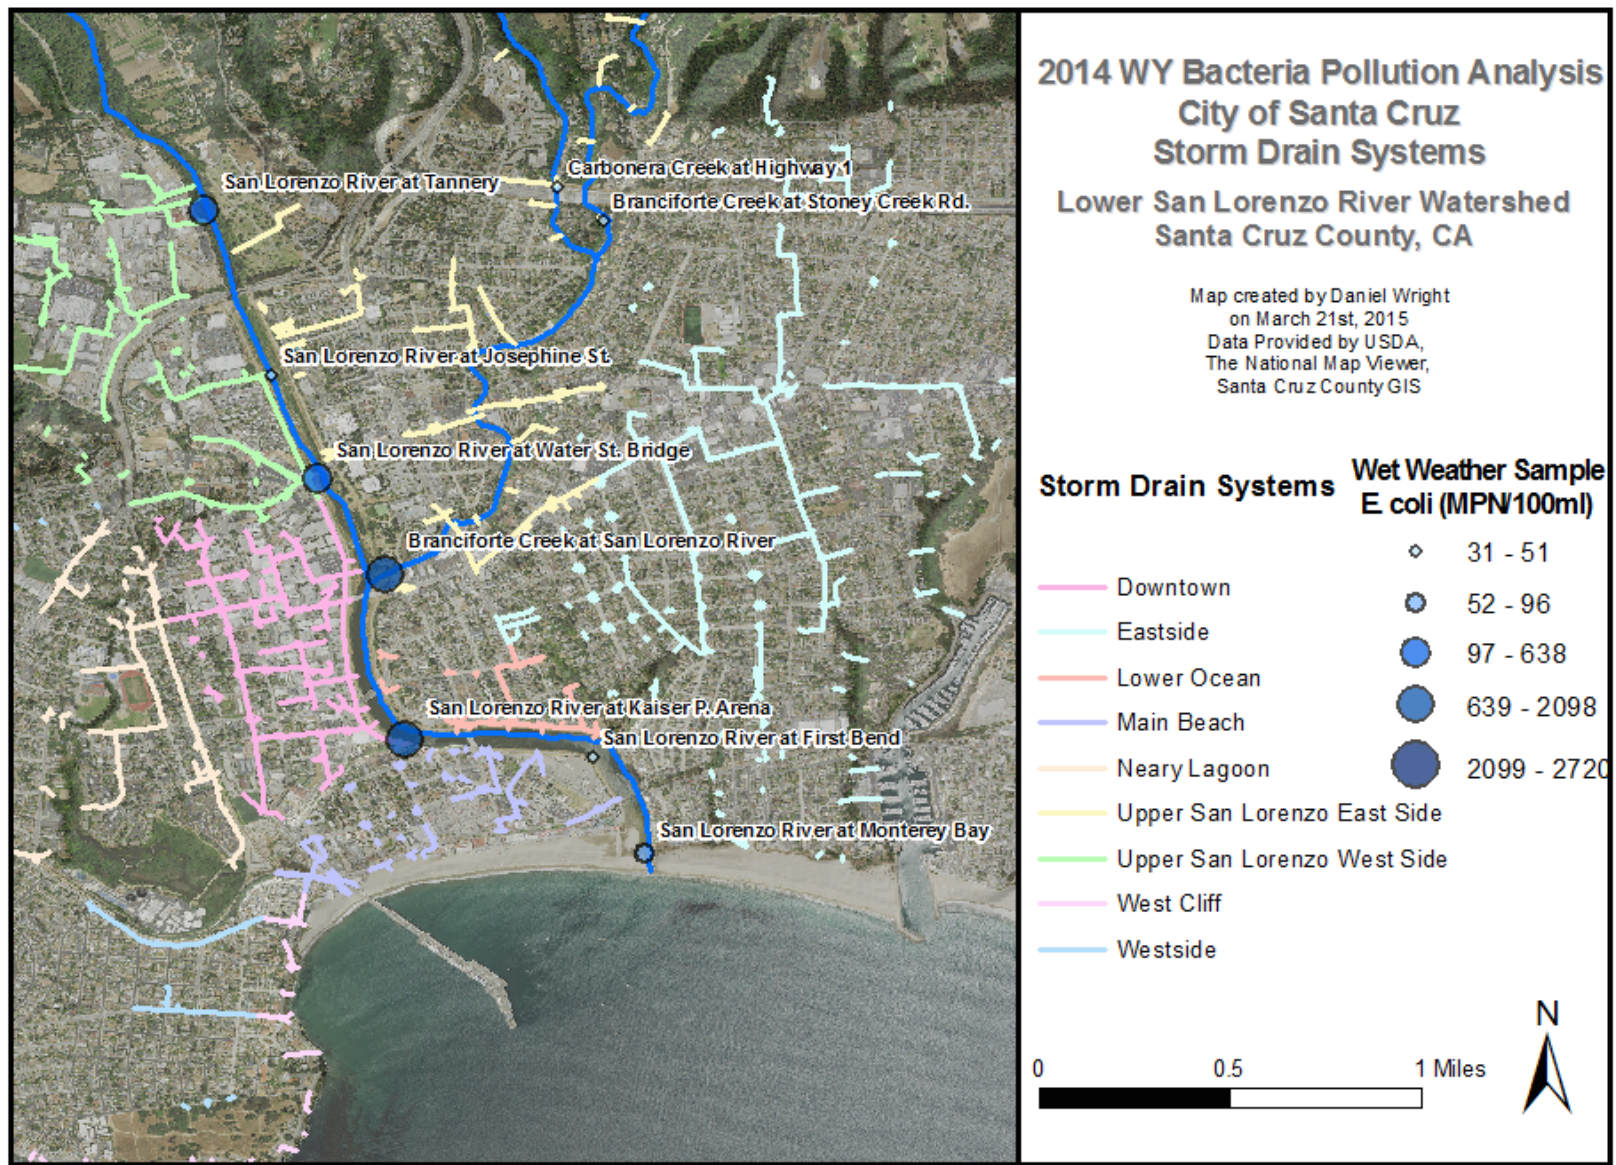 2014 WY Bacteria Pollution Analysis
City of Santa Cruz
Storm Drain Systems
Lower San Lorenzo River Watershed
Santa Cruz County, CA
Map created by Daniel Wright
on March 21st, 2015
Data Provided by USDA,
The National Map Viewer,
Santa Cruz County GIS
Storm Drain Systems
Downtown
Eastside
Lower Ocean
Main Beach
Neary Lagoon
Upper San Lorenzo East Side
Upper San Lorenzo West Side
West Cliff
Westside
Wet Weather Sample
E. coli (MPN/100ml)
31 - 51
52 - 96
97 - 638
639 - 2098
2099 - 2720
N
0 0.5 1 Miles
Carbonera Creek at Highway 1
San Lorenzo River at Tannery
Branciforte Creek at Stoney Creek Rd.
San Lorenzo River at Josephine St.
San Lorenzo River at Water St. Bridge
Branciforte Creek at San Lorenzo River
San Lorenzo River at Kaiser P. Arena
San Lorenzo River at First Bend
San Lorenzo River at Monterey Bay